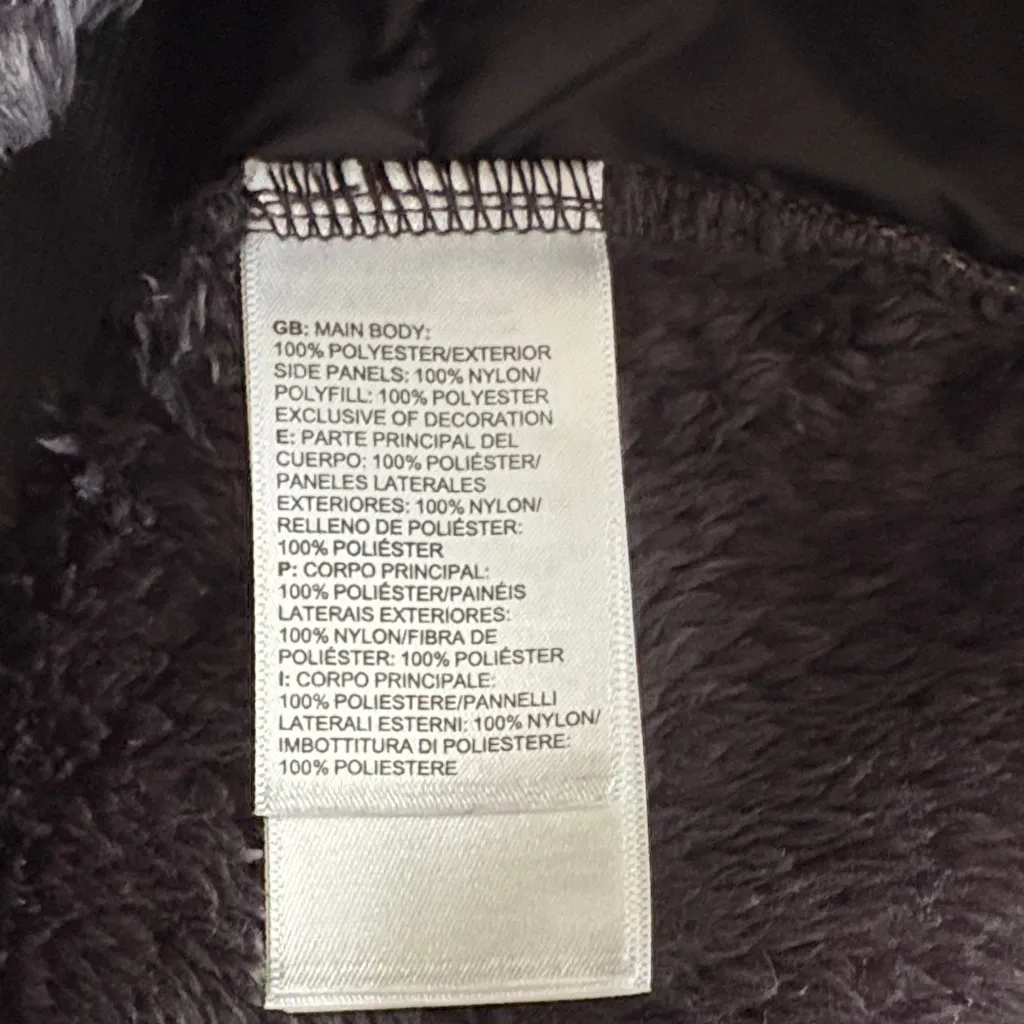 GB: MAIN BODY:
100% POLYESTER/EXTERIOR
SIDE PANELS: 100% NYLON/
POLYFILL: 100% POLYESTER
EXCLUSIVE OF DECORATION
E: PARTE PRINCIPAL DEL
CUERPO: 100% POLIÉSTER/
PANELES LATERALES
EXTERIORES: 100% NYLON/
RELLENO DE POLIÉSTER:
100% POLIÉSTER
P: CORPO PRINCIPAL:
100% POLIÉSTER/PAINÉIS
LATERAIS EXTERIORES:
100% NYLON/FIBRA DE
POLIÉSTER: 100% POLIÉSTER
I: CORPO PRINCIPALE:
100% POLIESTERE/PANNELLI
LATERALI ESTERNI: 100% NYLON/
IMBOTTITURA DI POLIESTERE:
100% POLIESTERE